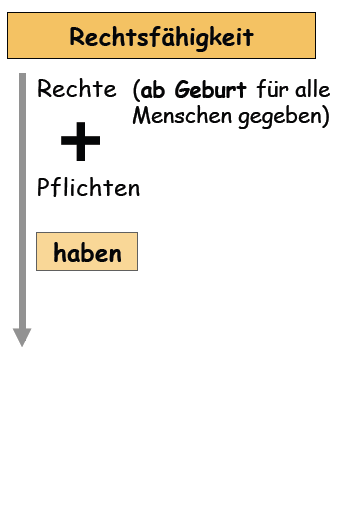 Rechtsfähigkeit
Rechte (ab Geburt für alle
Menschen gegeben)
+
Pflichten
haben